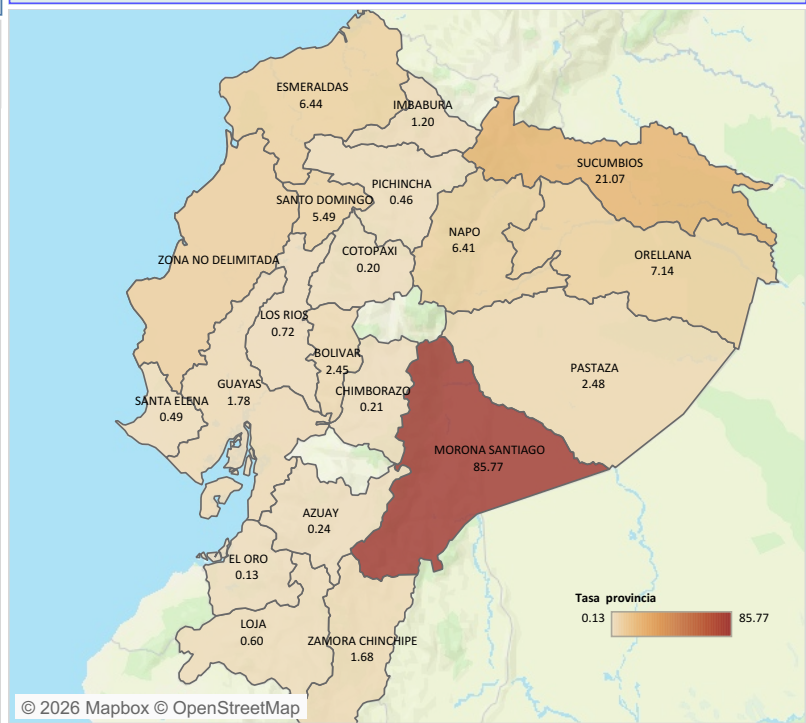 ESMERALDAS
6.44
IMBABURA
1.20
SUCUMBIOS
21.07
PICHINCHA
0.46
SANTO DOMINGO
5.49
NAPO
6.41
COTOPAXI
0.20
ORELLANA
7.14
ZONA NO DELIMITADA
LOS RIOS
0.72
BOLIVAR
2.45
PASTAZA
2.48
GUAYAS
1.78
CHIMBORAZO
0.21
SANTA ELENA
0.49
MORONA SANTIAGO
85.77
AZUAY
0.24
EL ORO
0.13
LOJA
0.60
ZAMORA CHINCHIPE
1.68
Tasa provincia
0.13 85.77
© 2026 Mapbox © OpenStreetMap